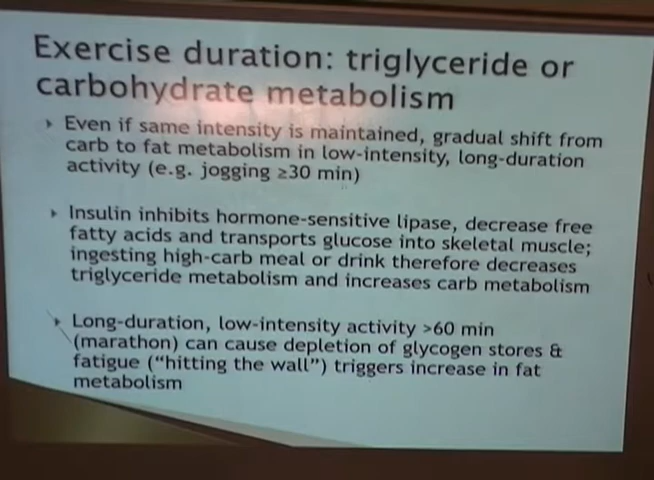 Exercise duration: triglyceride or
carbohydrate metabolism
Even if same intensity is maintained, gradual shift from
carb to fat metabolism in low-intensity, long-duration
activity (e.g. jogging ≥30 min)
Insulin inhibits hormone-sensitive lipase, decrease free
fatty acids and transports glucose into skeletal muscle;
ingesting high-carb meal or drink therefore decreases
triglyceride metabolism and increases carb metabolism
Long-duration, low-intensity activity >60 min
(marathon) can cause depletion of glycogen stores &
fatigue ("hitting the wall") triggers increase in fat
metabolism